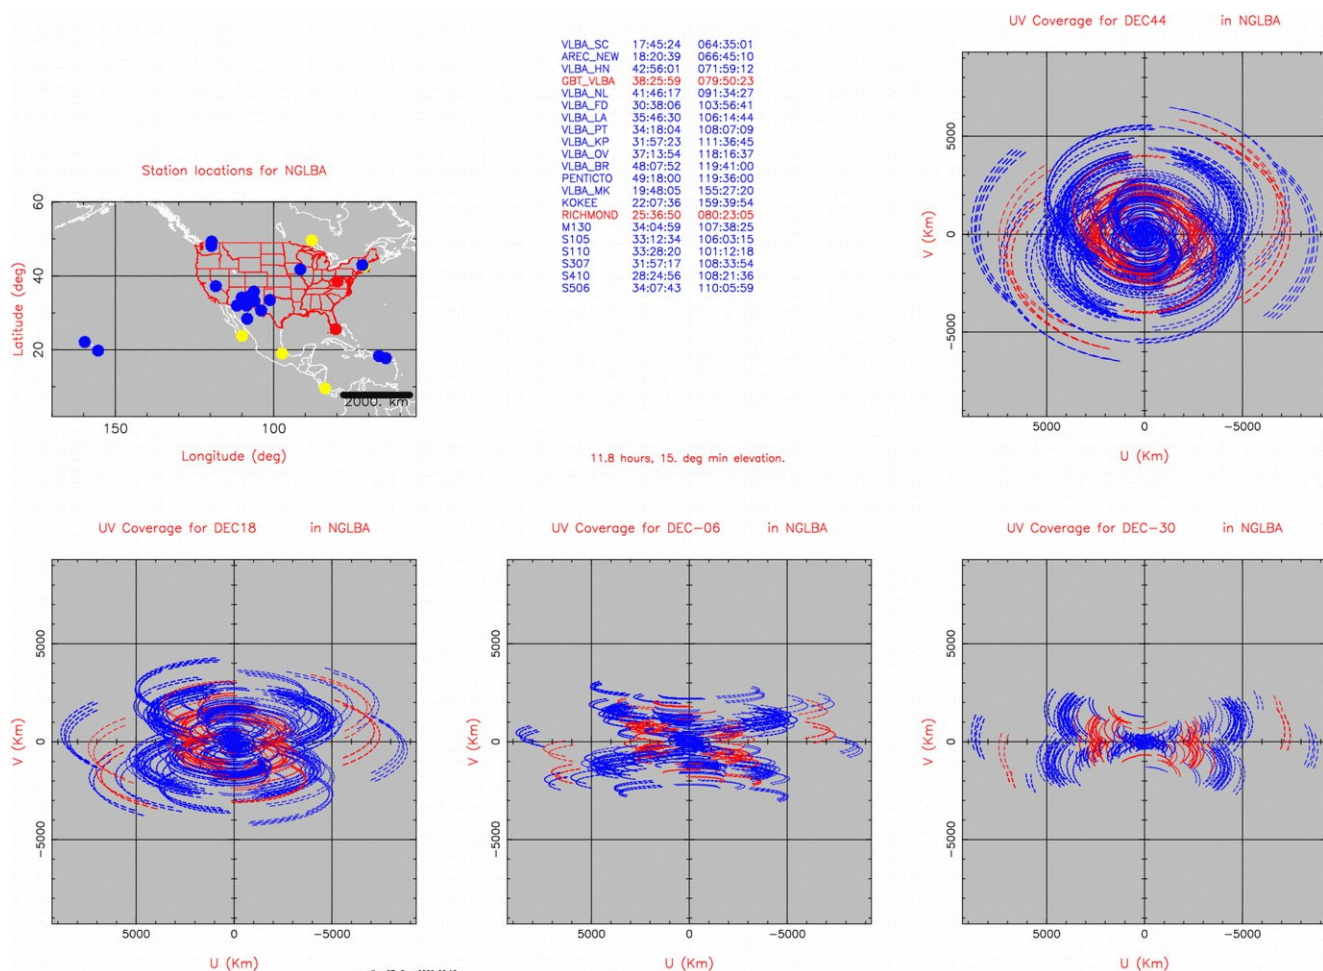 UV Coverage for DEC44 in NGLBA
VLBA_SC 17:45:24 064:35:01
AREC_NEW 18:20:39 066:45:10
VLBA_HN 42:56:01 071:59:12
GBT_VLBA 38:25:59 079:50:23
VLBA_NL 41:46:17 091:34:27
VLBA_FD 30:38:06 103:56:41
VLBA_LA 35:46:30 106:14:44
VLBA_PT 34:18:04 108:07:09
VLBA_KP 31:57:23 111:36:45
VLBA_OV 37:13:54 118:16:37
VLBA_BR 48:07:52 119:41:00
PENTICTO 49:18:00 119:36:00
VLBA_MK 19:48:05 155:27:20
KOKEE 22:07:36 159:39:54
RICHMOND 25:36:50 080:23:05
M130 34:04:59 107:38:25
S105 33:12:34 106:03:15
S110 33:28:20 101:12:18
S307 31:57:17 108:33:54
S410 28:24:56 108:21:36
S506 34:07:43 110:05:59
Station locations for NGLBA
60
40
20
Latitude (deg)
2000. km
150 100
Longitude (deg)
5000
0
-5000
V (Km)
5000 0 -5000
U (Km)
11.8 hours, 15. deg min elevation.
UV Coverage for DEC18 in NGLBA
5000
0
-5000
V (Km)
5000 0 -5000
U (Km)
UV Coverage for DEC-06 in NGLBA
5000
0
-5000
V (Km)
5000 0 -5000
U (Km)
UV Coverage for DEC-30 in NGLBA
5000
0
-5000
V (Km)
5000 0 -5000
U (Km)